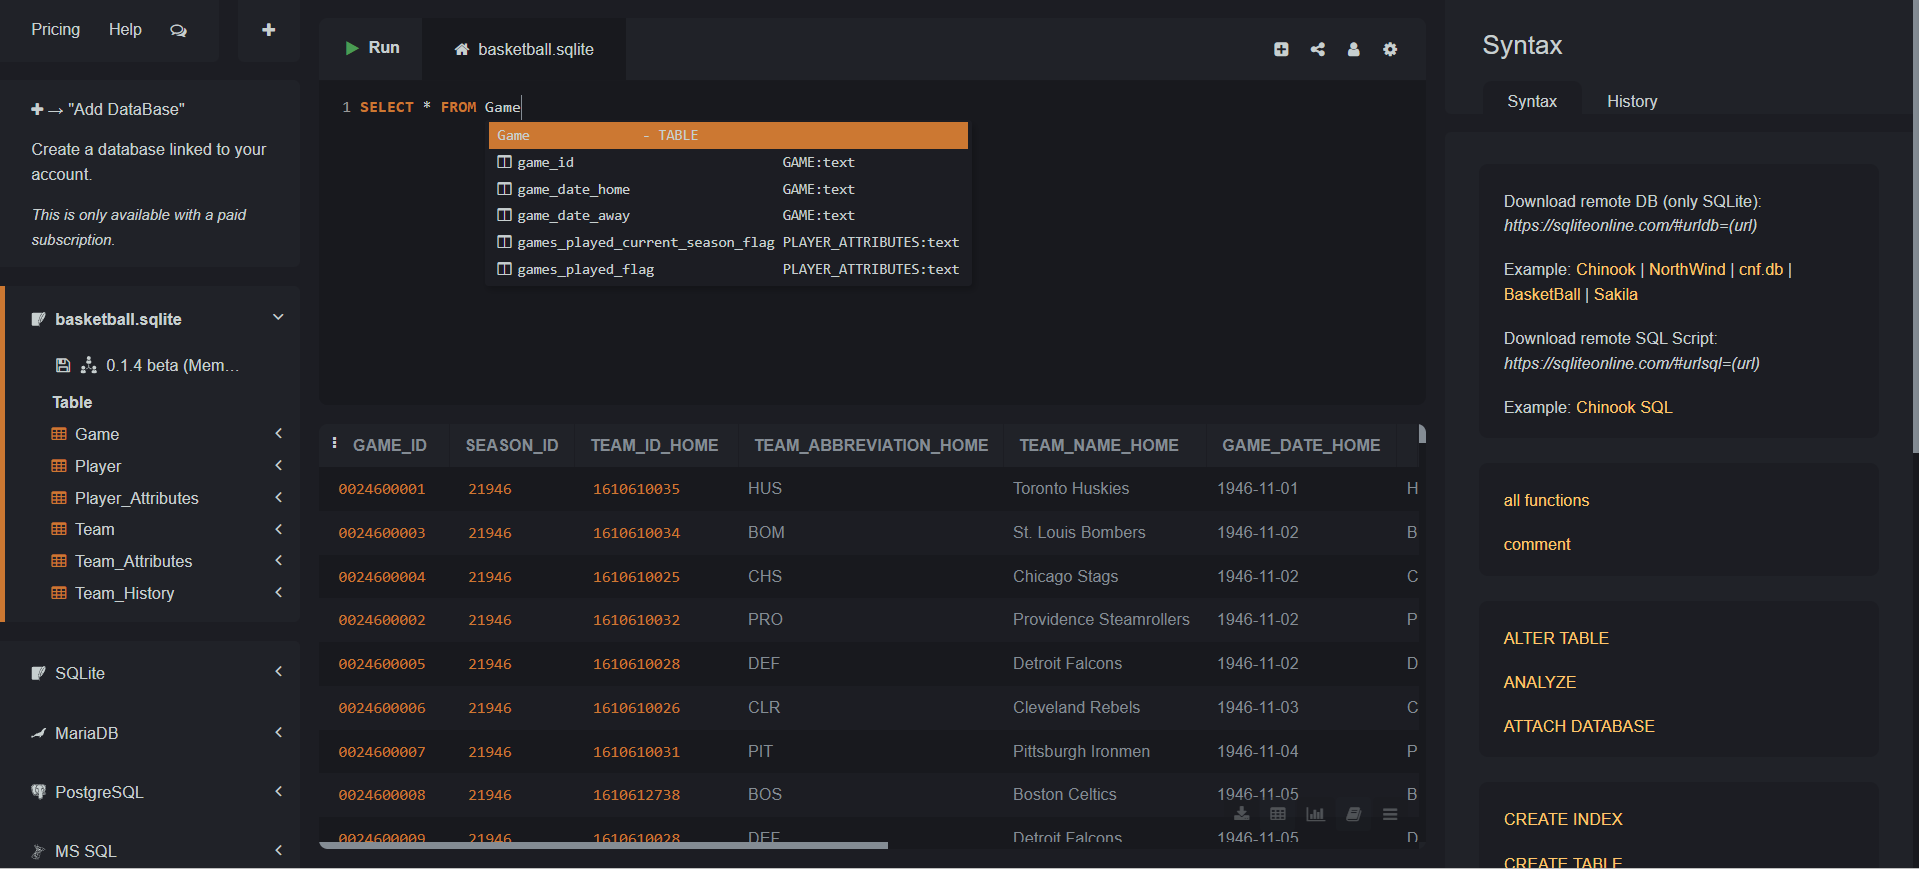 Pricing Help
"Add DataBase"
Create a database linked to your
account.
This is only available with a paid
subscription.
basketball.sqlite
0.1.4 beta (Mem...
Table
Game
Player
Player_Attributes
Team
Team_Attributes
Team_History
SQLite
MariaDB
PostgreSQL
MS SQL
Run basketball.sqlite
1 SELECT * FROM Game
Game - TABLE
game_id GAME:text
game_date_home GAME:text
game_date_away GAME:text
games_played_current_season_flag PLAYER_ATTRIBUTES:text
games_played_flag PLAYER_ATTRIBUTES:text
GAME_ID SEASON_ID TEAM_ID_HOME TEAM_ABBREVIATION_HOME TEAM_NAME_HOME GAME_DATE_HOME
0024600001 21946 1610610035 HUS Toronto Huskies 1946-11-01 H
0024600003 21946 1610610034 BOM St. Louis Bombers 1946-11-02 B
0024600004 21946 1610610025 CHS Chicago Stags 1946-11-02 C
0024600002 21946 1610610032 PRO Providence Steamrollers 1946-11-02 P
0024600005 21946 1610610028 DEF Detroit Falcons 1946-11-02 D
0024600006 21946 1610610026 CLR Cleveland Rebels 1946-11-03 C
0024600007 21946 1610610031 PIT Pittsburgh Ironmen 1946-11-04 P
0024600008 21946 1610612738 BOS Boston Celtics 1946-11-05 B
0024600009 21946 1610610028 DEF Detroit Falcons 1946-11-05 D
Syntax
Syntax History
Download remote DB (only SQLite):
https://sqliteonline.com/#urldb=(url)
Example: Chinook | NorthWind | cnf.db |
BasketBall | Sakila
Download remote SQL Script:
https://sqliteonline.com/#urlsql=(url)
Example: Chinook SQL
all functions
comment
ALTER TABLE
ANALYZE
ATTACH DATABASE
CREATE INDEX
CREATE TABLE